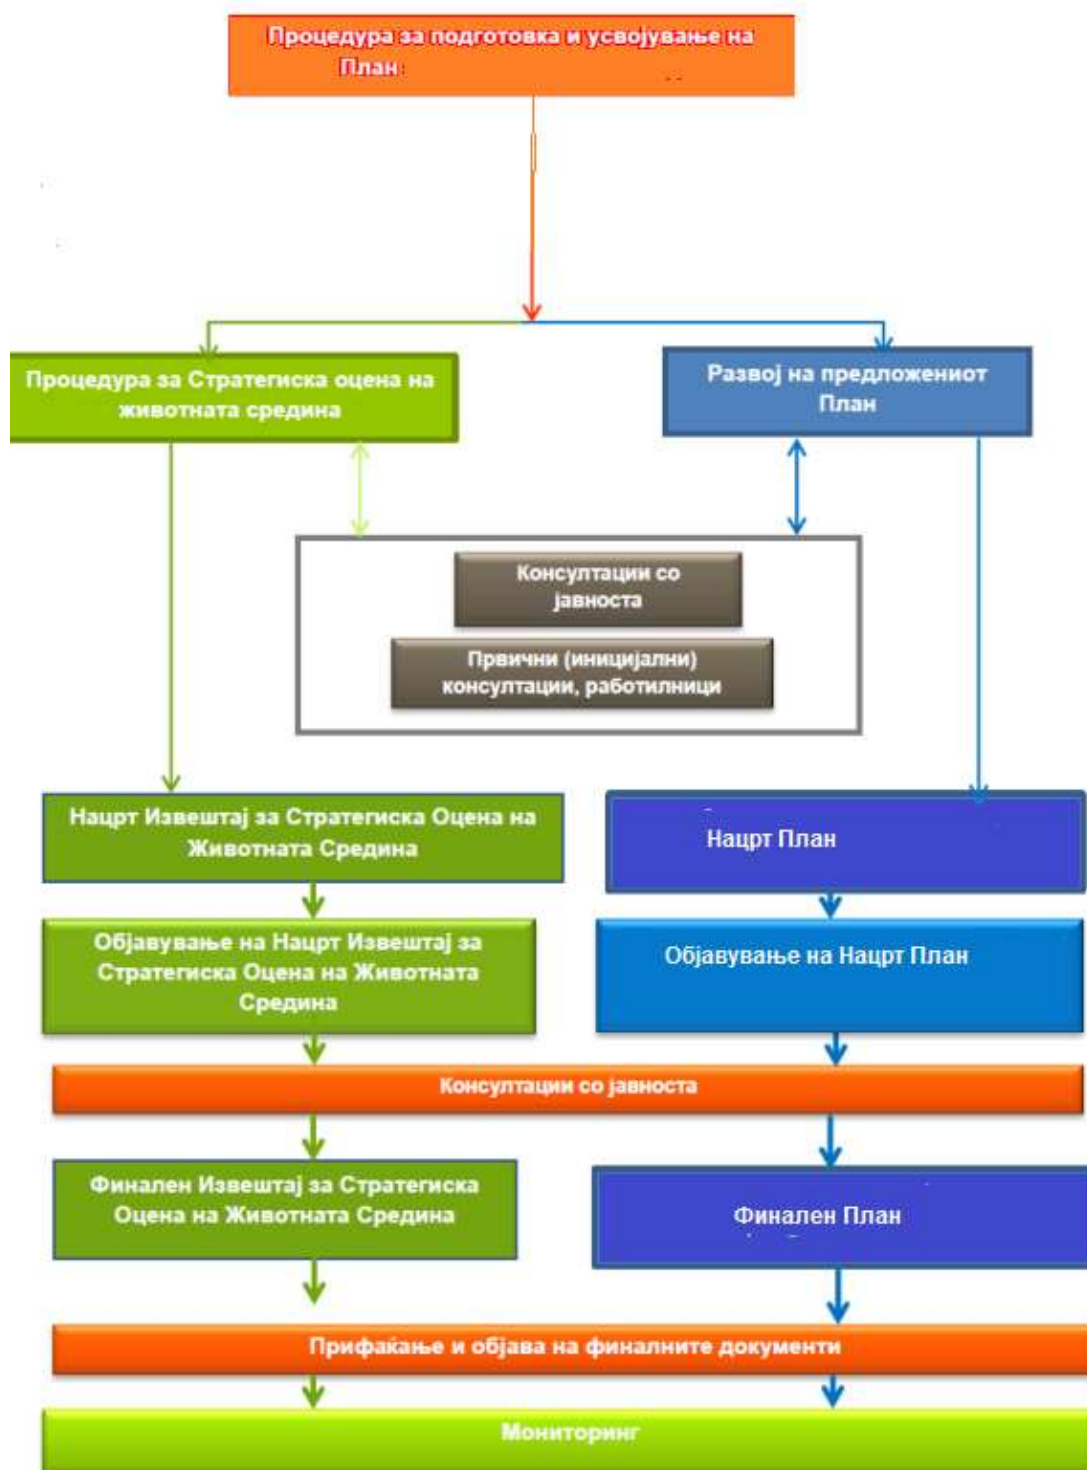 Процедура за подготовка и усвојување на
План
Процедура за Стратегиска оцена на
животната средина
Развој на предложениот
План
Консултации со
јавноста
Првични (иницијални)
консултации, работилници
Нацрт Извештај за Стратегиска Оцена на
Животната Средина
Нацрт План
Објавување на Нацрт Извештај за
Стратегиска Оцена на Животната
Средина
Објавување на Нацрт План
Консултации со јавноста
Финален Извештај за Стратегиска
Оцена на Животната Средина
Финален План
Прифаќање и објава на финалните документи
Мониторинг